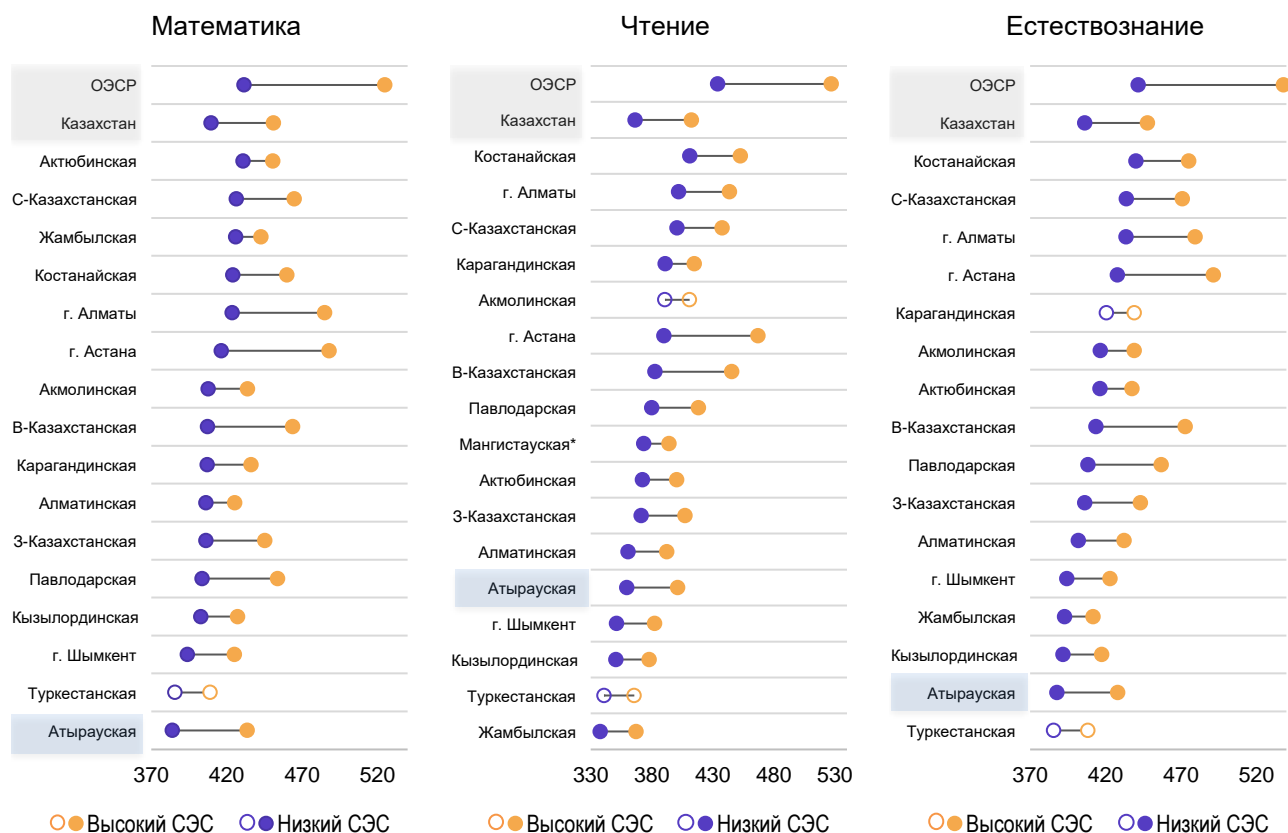 Математика
ОЭСР
Казахстан
Актюбинская
С-Казахстанская
Жамбылская
Костанайская
г. Алматы
г. Астана
Акмолинская
В-Казахстанская
Карагандинская
Алматинская
З-Казахстанская
Павлодарская
Кызылординская
г. Шымкент
Туркестанская
Атырауская
370 420 470 520
Высокий СЭС Низкий СЭС
Чтение
ОЭСР
Казахстан
Костанайская
г. Алматы
С-Казахстанская
Карагандинская
Акмолинская
г. Астана
В-Казахстанская
Павлодарская
Мангистауская*
Актюбинская
З-Казахстанская
Алматинская
Атырауская
г. Шымкент
Кызылординская
Туркестанская
Жамбылская
330 380 430 480 530
Высокий СЭС Низкий СЭС
Естествознание
ОЭСР
Казахстан
Костанайская
С-Казахстанская
г. Алматы
г. Астана
Карагандинская
Акмолинская
Актюбинская
В-Казахстанская
Павлодарская
З-Казахстанская
Алматинская
г. Шымкент
Жамбылская
Кызылординская
Атырауская
Туркестанская
370 420 470 520
Высокий СЭС Низкий СЭС